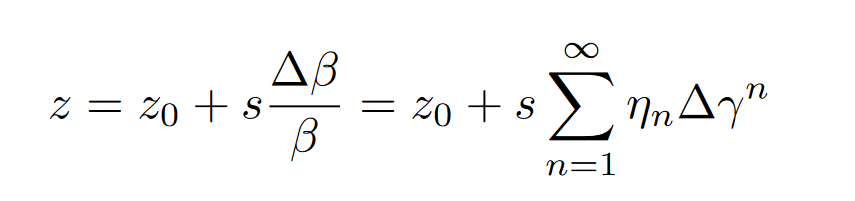 z = z_0 + s \frac{\Delta\beta}{\beta} = z_0 + s \sum_{n=1}^{\infty} \eta_n \Delta\gamma^n